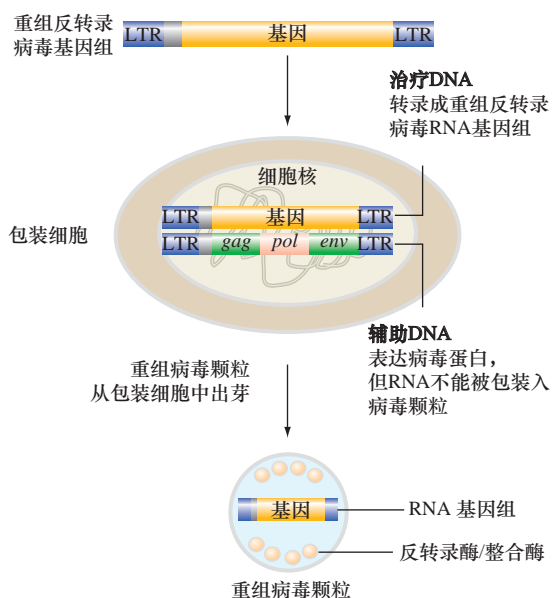 重组反转录
病毒基因组
LTR 基因 LTR
治疗DNA
转录成重组反转录
病毒RNA基因组
细胞核
LTR 基因 LTR
包装细胞
LTR gag pol env LTR
辅助DNA
表达病毒蛋白，
但RNA不能被包装入
病毒颗粒
重组病毒颗粒
从包装细胞中出芽
基因
RNA 基因组
反转录酶/整合酶
重组病毒颗粒